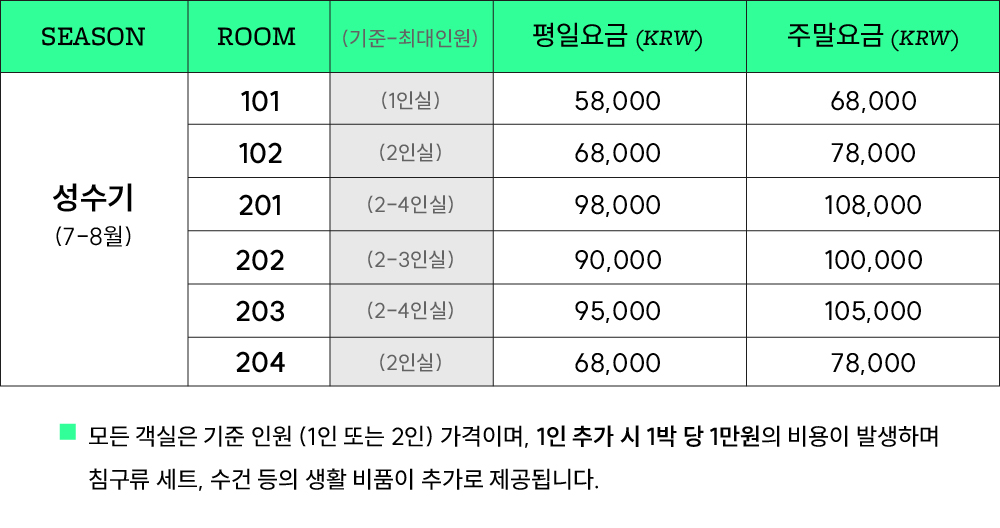 SEASON ROOM (기준-최대인원) 평일요금 (KRW) 주말요금 (KRW)
101 (1인실) 58,000 68,000
102 (2인실) 68,000 78,000
성수기
201 (2-4인실) 98,000 108,000
(7-8월)
202 (2-3인실) 90,000 100,000
203 (2-4인실) 95,000 105,000
204 (2인실) 68,000 78,000
모든 객실은 기준 인원 (1인 또는 2인) 가격이며, 1인 추가 시 1박 당 1만원의 비용이 발생하며
침구류 세트, 수건 등의 생활 비품이 추가로 제공됩니다.